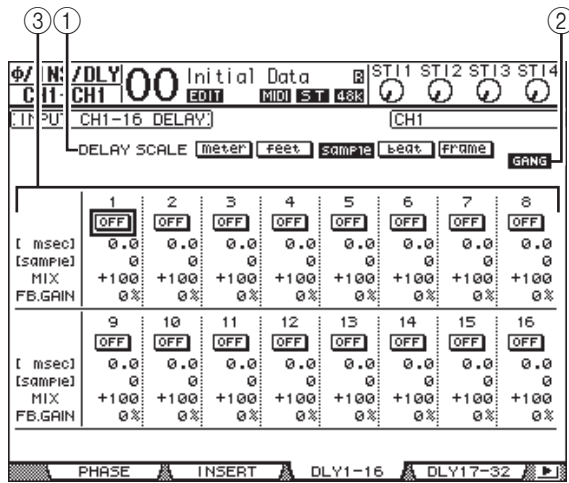 ③ ① ②
Φ/INS/DLY 00 Initial Data R STI1 STI2 STI3 STI4
CH1-CH1 EDIT MIDI ST 48K
INPUT CH1-16 DELAY CH1
DELAY SCALE meter feet sample beat frame
GANG
1 2 3 4 5 6 7 8
OFF OFF OFF OFF OFF OFF OFF OFF
[ msec] 0.0 0.0 0.0 0.0 0.0 0.0 0.0 0.0
[sample] 0 0 0 0 0 0 0 0
MIX +100 +100 +100 +100 +100 +100 +100 +100
FB.GAIN 0% 0% 0% 0% 0% 0% 0% 0%
9 10 11 12 13 14 15 16
OFF OFF OFF OFF OFF OFF OFF OFF
[ msec] 0.0 0.0 0.0 0.0 0.0 0.0 0.0 0.0
[sample] 0 0 0 0 0 0 0 0
MIX +100 +100 +100 +100 +100 +100 +100 +100
FB.GAIN 0% 0% 0% 0% 0% 0% 0% 0%
PHASE INSERT DLY1-16 DLY17-32